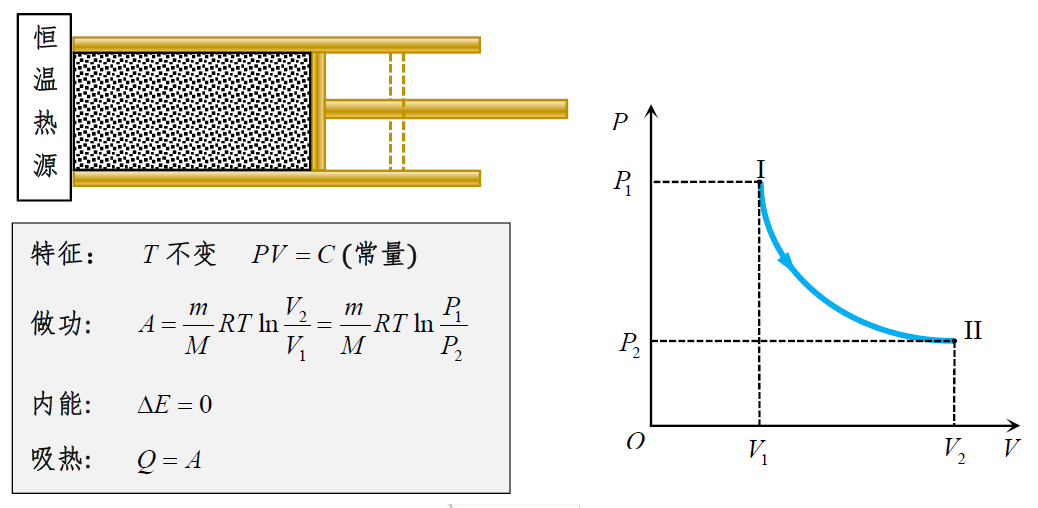 恒
温
热
源
特征： T 不变 PV = C (常量)
做功: A = \frac{m}{M} RT \ln \frac{V_2}{V_1} = \frac{m}{M} RT \ln \frac{P_1}{P_2}
内能: ΔE = 0
吸热: Q = A
P
I
P_1
P_2
II
O
V_1
V_2
V